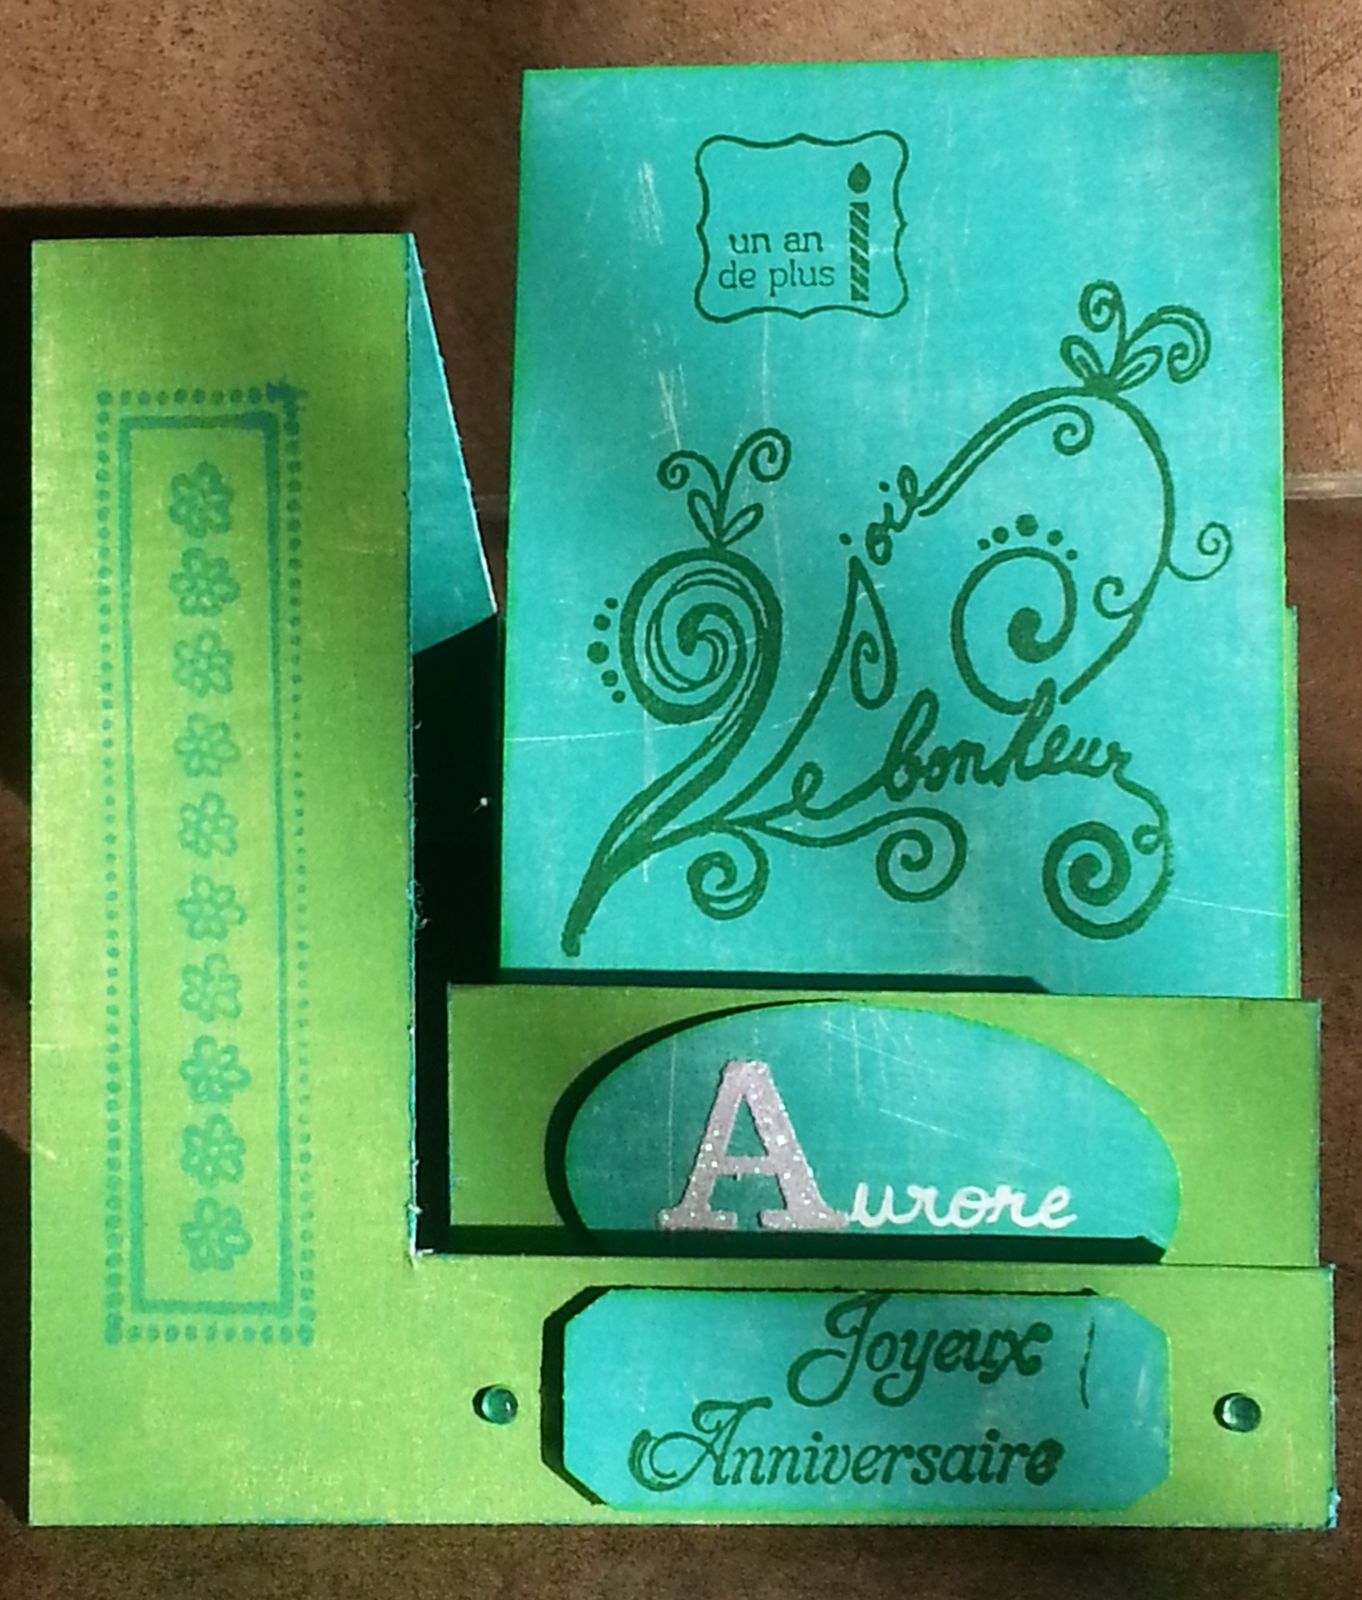 un an
de plus
joie
Le bonheur
Aurore
Joyeux
Anniversaire